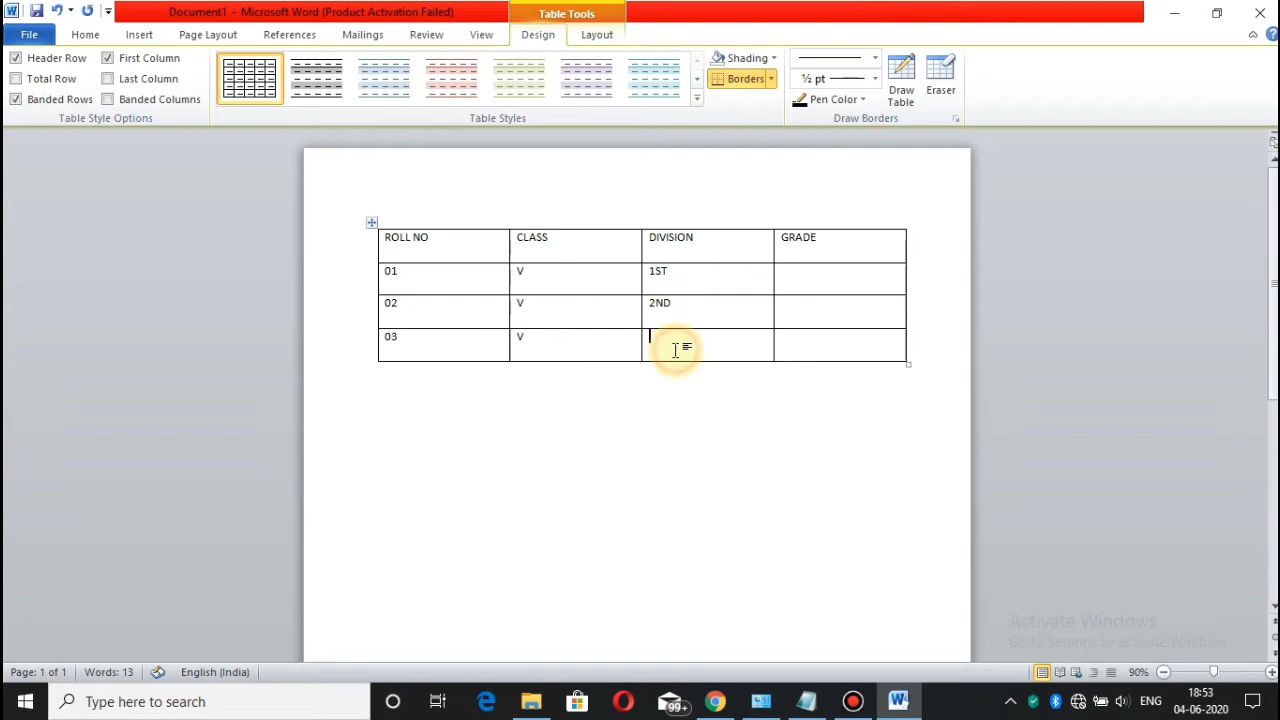 Document1 - Microsoft Word (Product Activation Failed)
Table Tools
File
Home
Insert
Page Layout
References
Mailings
Review
View
Design
Layout
Header Row
First Column
Total Row
Last Column
Banded Rows
Banded Columns
Table Style Options
Table Styles
Shading
Borders
½ pt
Pen Color
Draw Table
Eraser
Draw Borders
ROLL NO CLASS DIVISION GRADE
01 V 1ST
02 V 2ND
03 V
Activate Windows
Go to Settings to activate Windows.
Page: 1 of 1
Words: 13
English (India)
90%
Type here to search
99+
ENG
18:53
04-06-2020